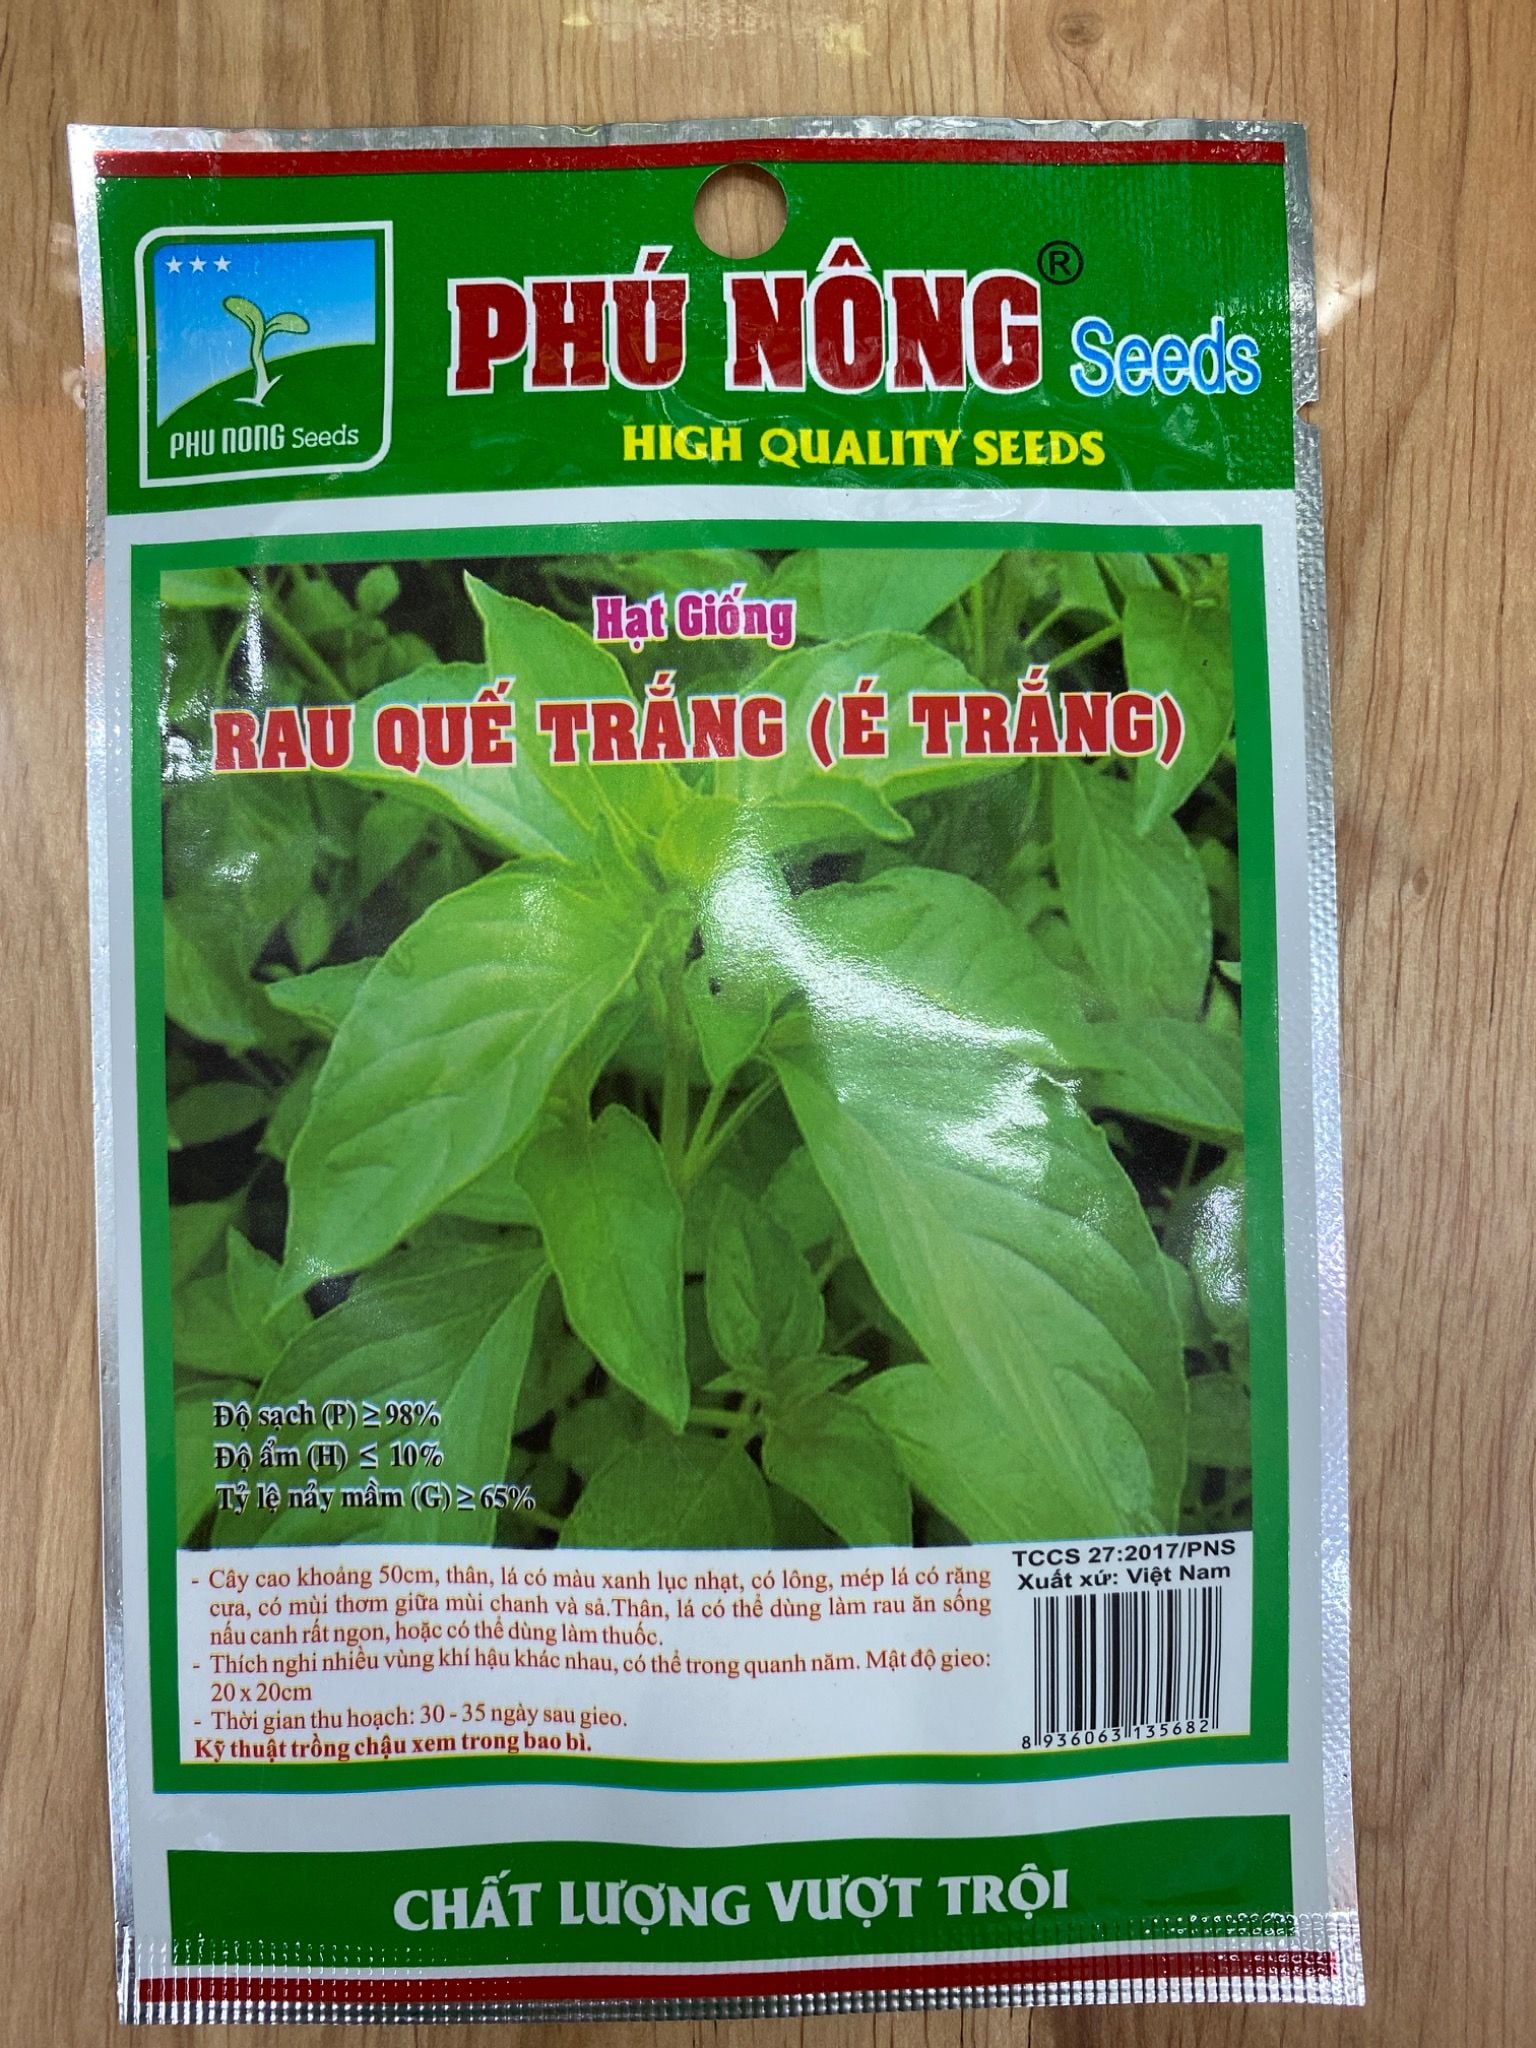 PHU NONG Seeds
PHÚ NÔNG® Seeds
HIGH QUALITY SEEDS
Hạt Giống
RAU QUẾ TRẮNG (É TRẮNG)
Độ sạch (P) ≥ 98%
Độ ẩm (H) ≤ 10%
Tỷ lệ nảy mầm (G) ≥ 65%
- Cây cao khoảng 50cm, thân, lá có màu xanh lục nhạt, có lông, mép lá có răng
cưa, có mùi thơm giữa mùi chanh và sả.Thân, lá có thể dùng làm rau ăn sống
nấu canh rất ngon, hoặc có thể dùng làm thuốc.
- Thích nghi nhiều vùng khí hậu khác nhau, có thể trong quanh năm. Mật độ gieo:
20 x 20cm
- Thời gian thu hoạch: 30 - 35 ngày sau gieo.
Kỹ thuật trồng chậu xem trong bao bì.
TCCS 27:2017/PNS
Xuất xứ: Việt Nam
8 936063 135682
CHẤT LƯỢNG VƯỢT TRỘI